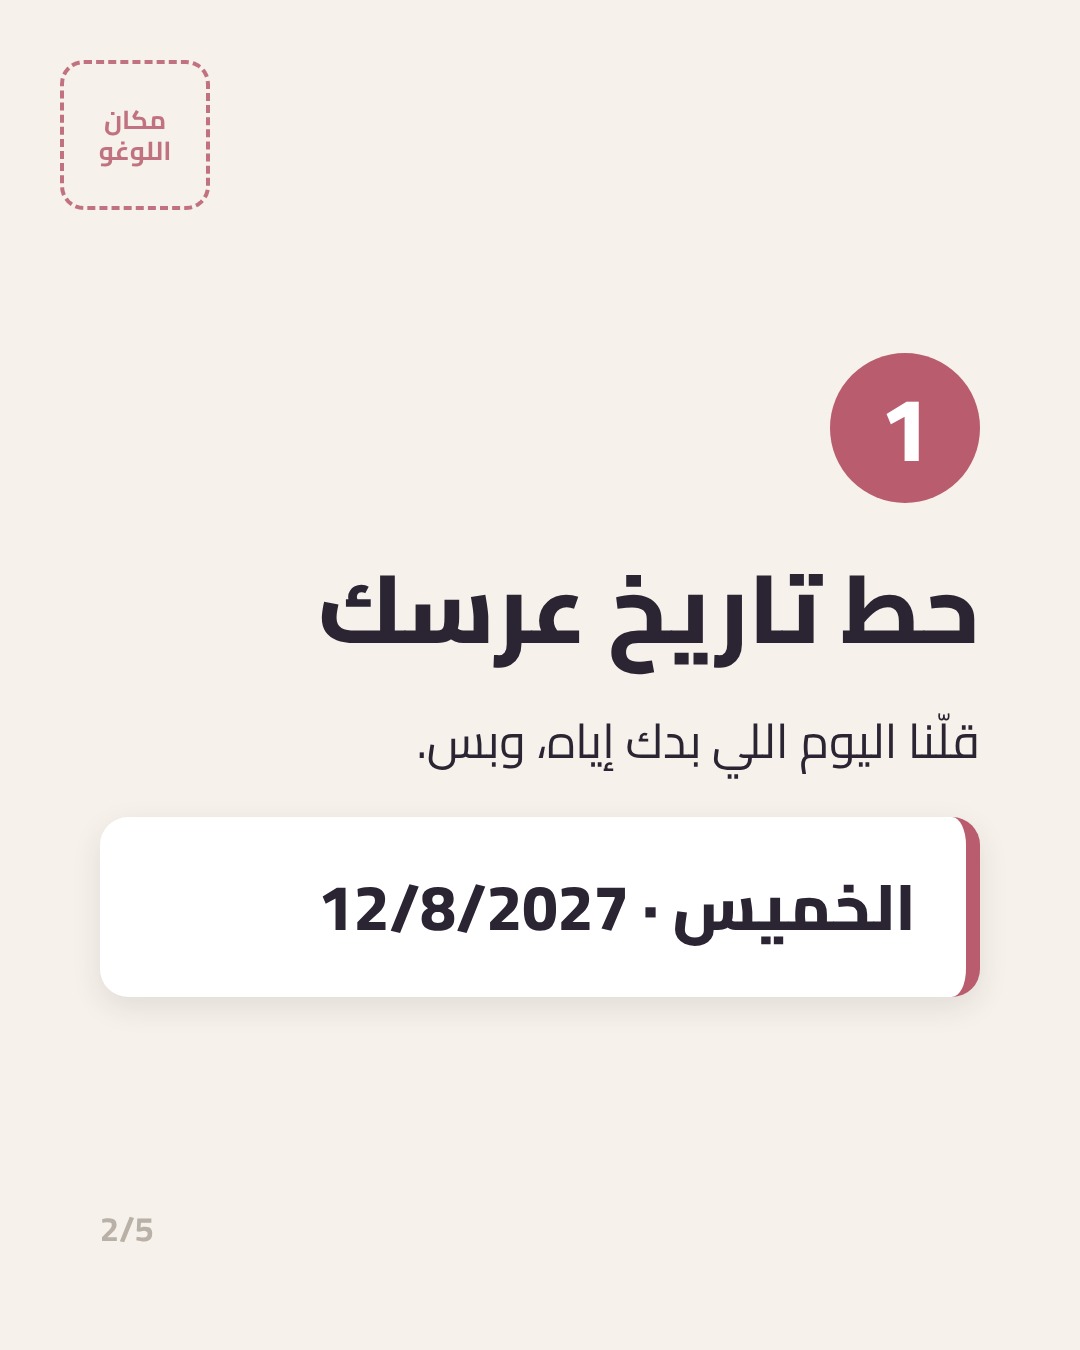 مكان
اللوغو
1
حط تاريخ عرسك
قلّنا اليوم اللي بدك إياه، وبس.
الخميس · 12/8/2027
2/5